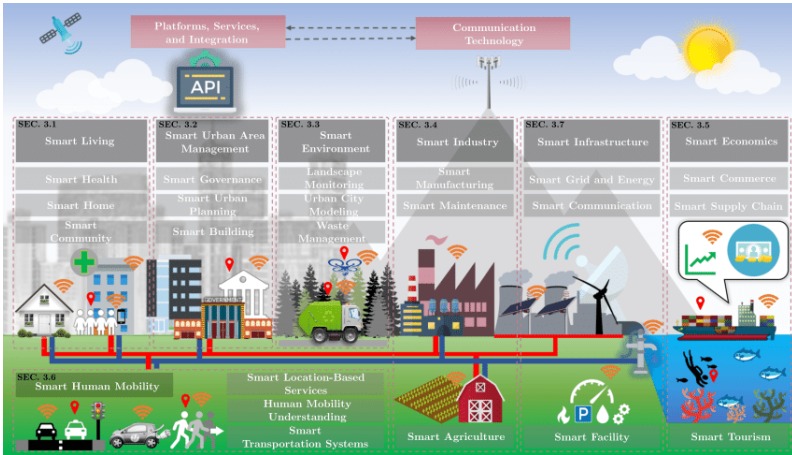 Platforms, Services,
and Integration
Communication
Technology
API
SEC. 3.1
Smart Living
Smart Health
Smart Home
Smart
Community
SEC. 3.2
Smart Urban Area
Management
Smart Governance
Smart Urban
Planning
Smart Building
SEC. 3.3
Smart
Environment
Landscape
Monitoring
Urban City
Modeling
Waste
Management
SEC. 3.4
Smart Industry
Smart
Manufacturing
Smart Maintenance
SEC. 3.7
Smart Infrastructure
Smart Grid and Energy
Smart Communication
SEC. 3.5
Smart Economics
Smart Commerce
Smart Supply Chain
GOVERNMENT
SEC. 3.6
Smart Human Mobility
Smart Location-Based
Services
Human Mobility
Understanding
Smart
Transportation Systems
Smart Agriculture
P
Smart Facility
Smart Tourism